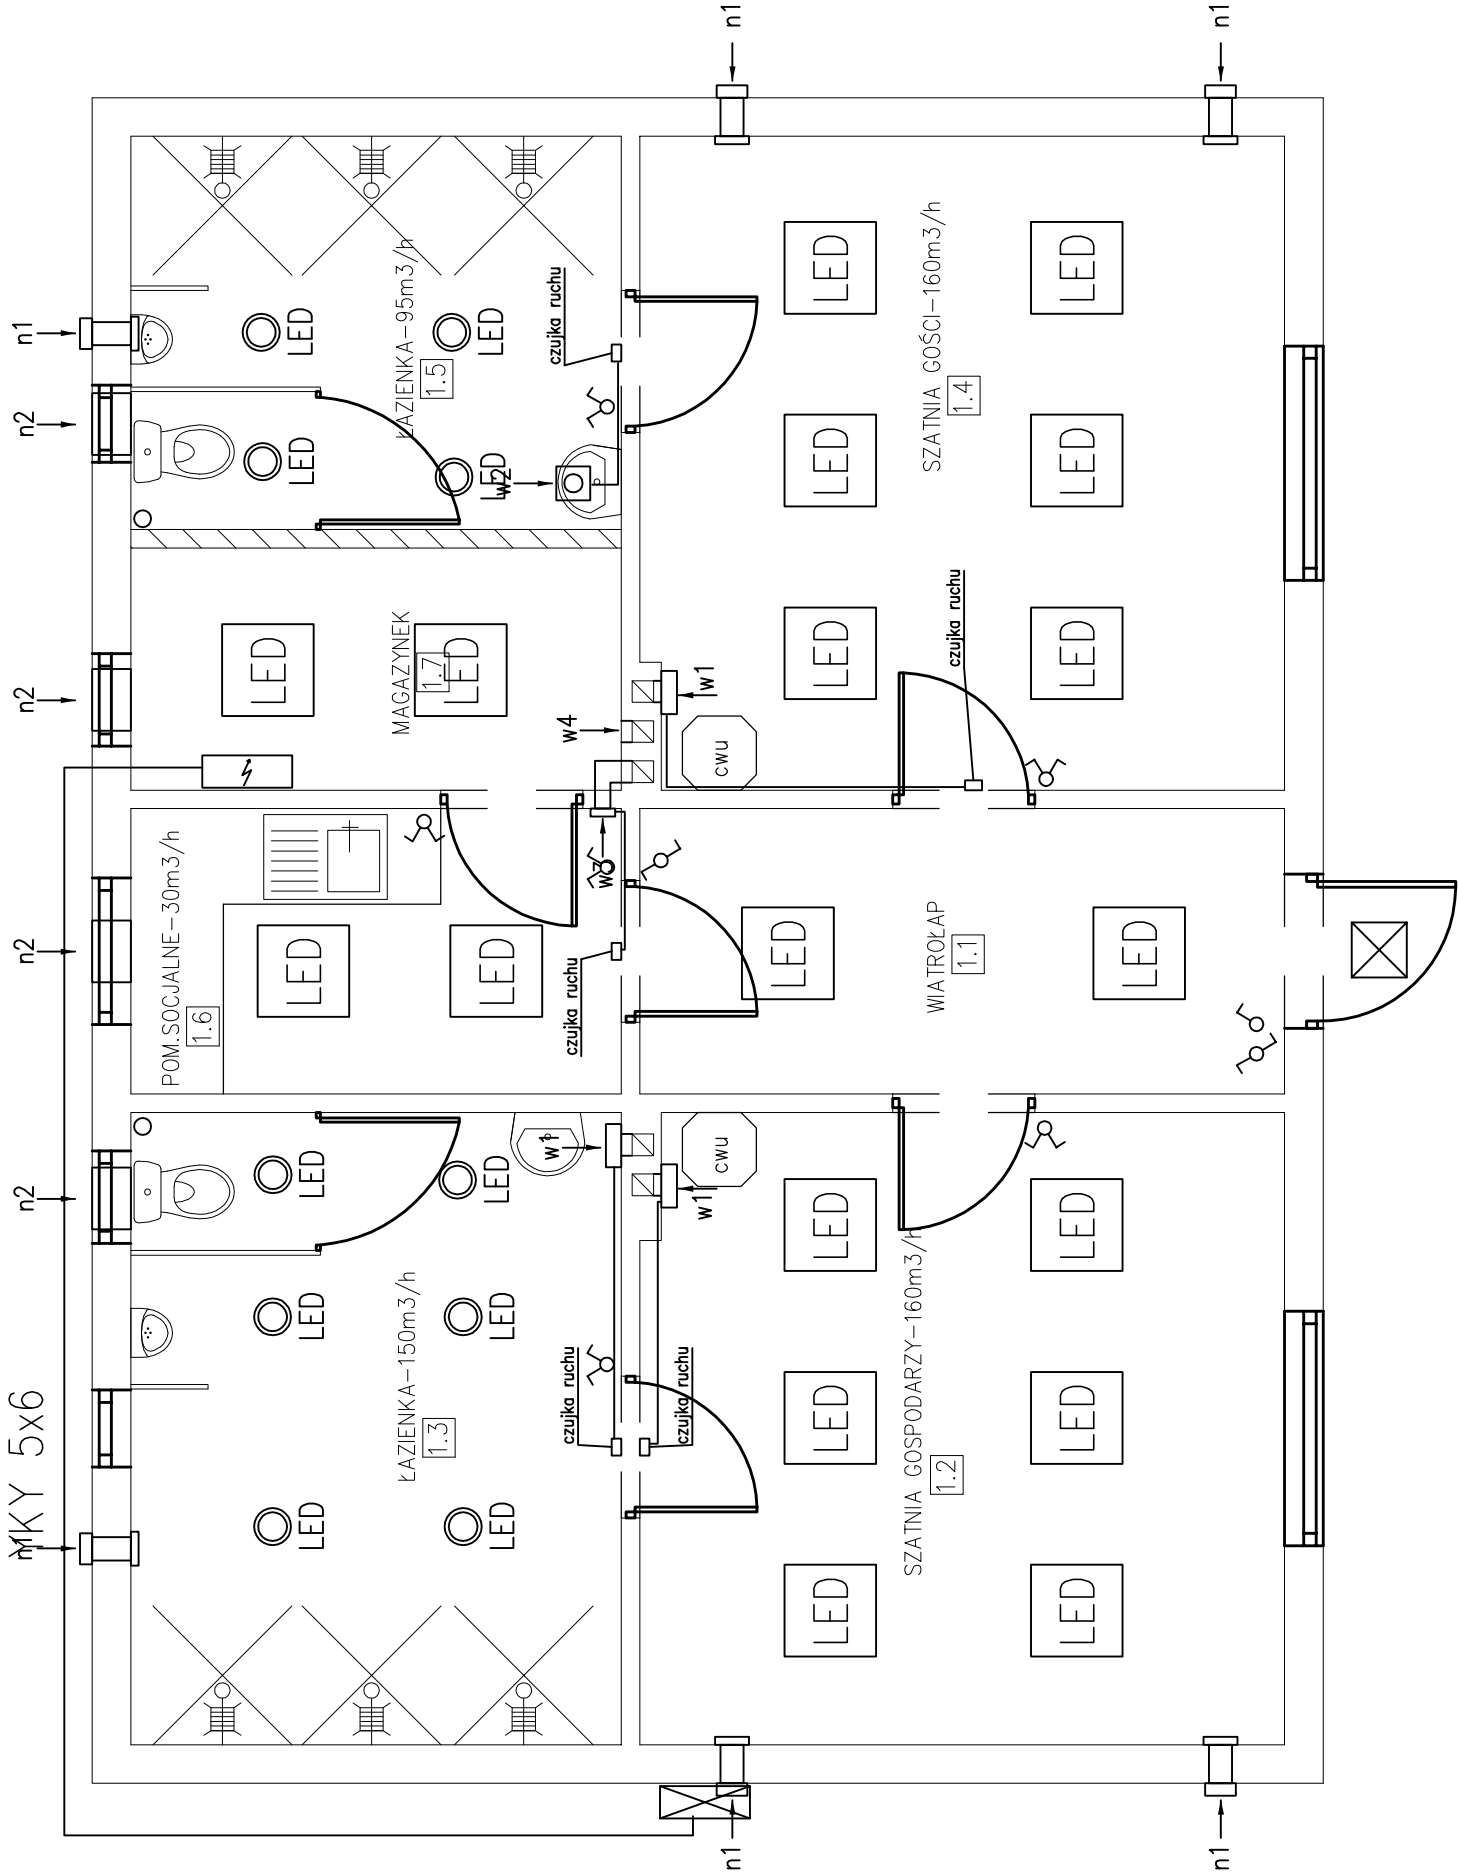 YKY 5x6
n1
n2
n2
n2
n2
n1
n1
n1
n1
n1
ŁAZIENKA-150m3/h
1.3
LED
LED
LED
LED
LED
LED
w1
czujka ruchu
POM.SOCJALNE-30m3/h
1.6
LED
LED
w3
czujka ruchu
MAGAZYNEK
1.7
LED
LED
w4
ŁAZIENKA-95m3/h
1.5
LED
LED
LED
LED
w2
czujka ruchu
SZATNIA GOSPODARZY-160m3/h
1.2
LED
LED
LED
LED
LED
LED
w1
cwu
czujka ruchu
WIATROŁAP
1.1
LED
LED
SZATNIA GOŚCI-160m3/h
1.4
LED
LED
LED
LED
LED
LED
w1
cwu
czujka ruchu